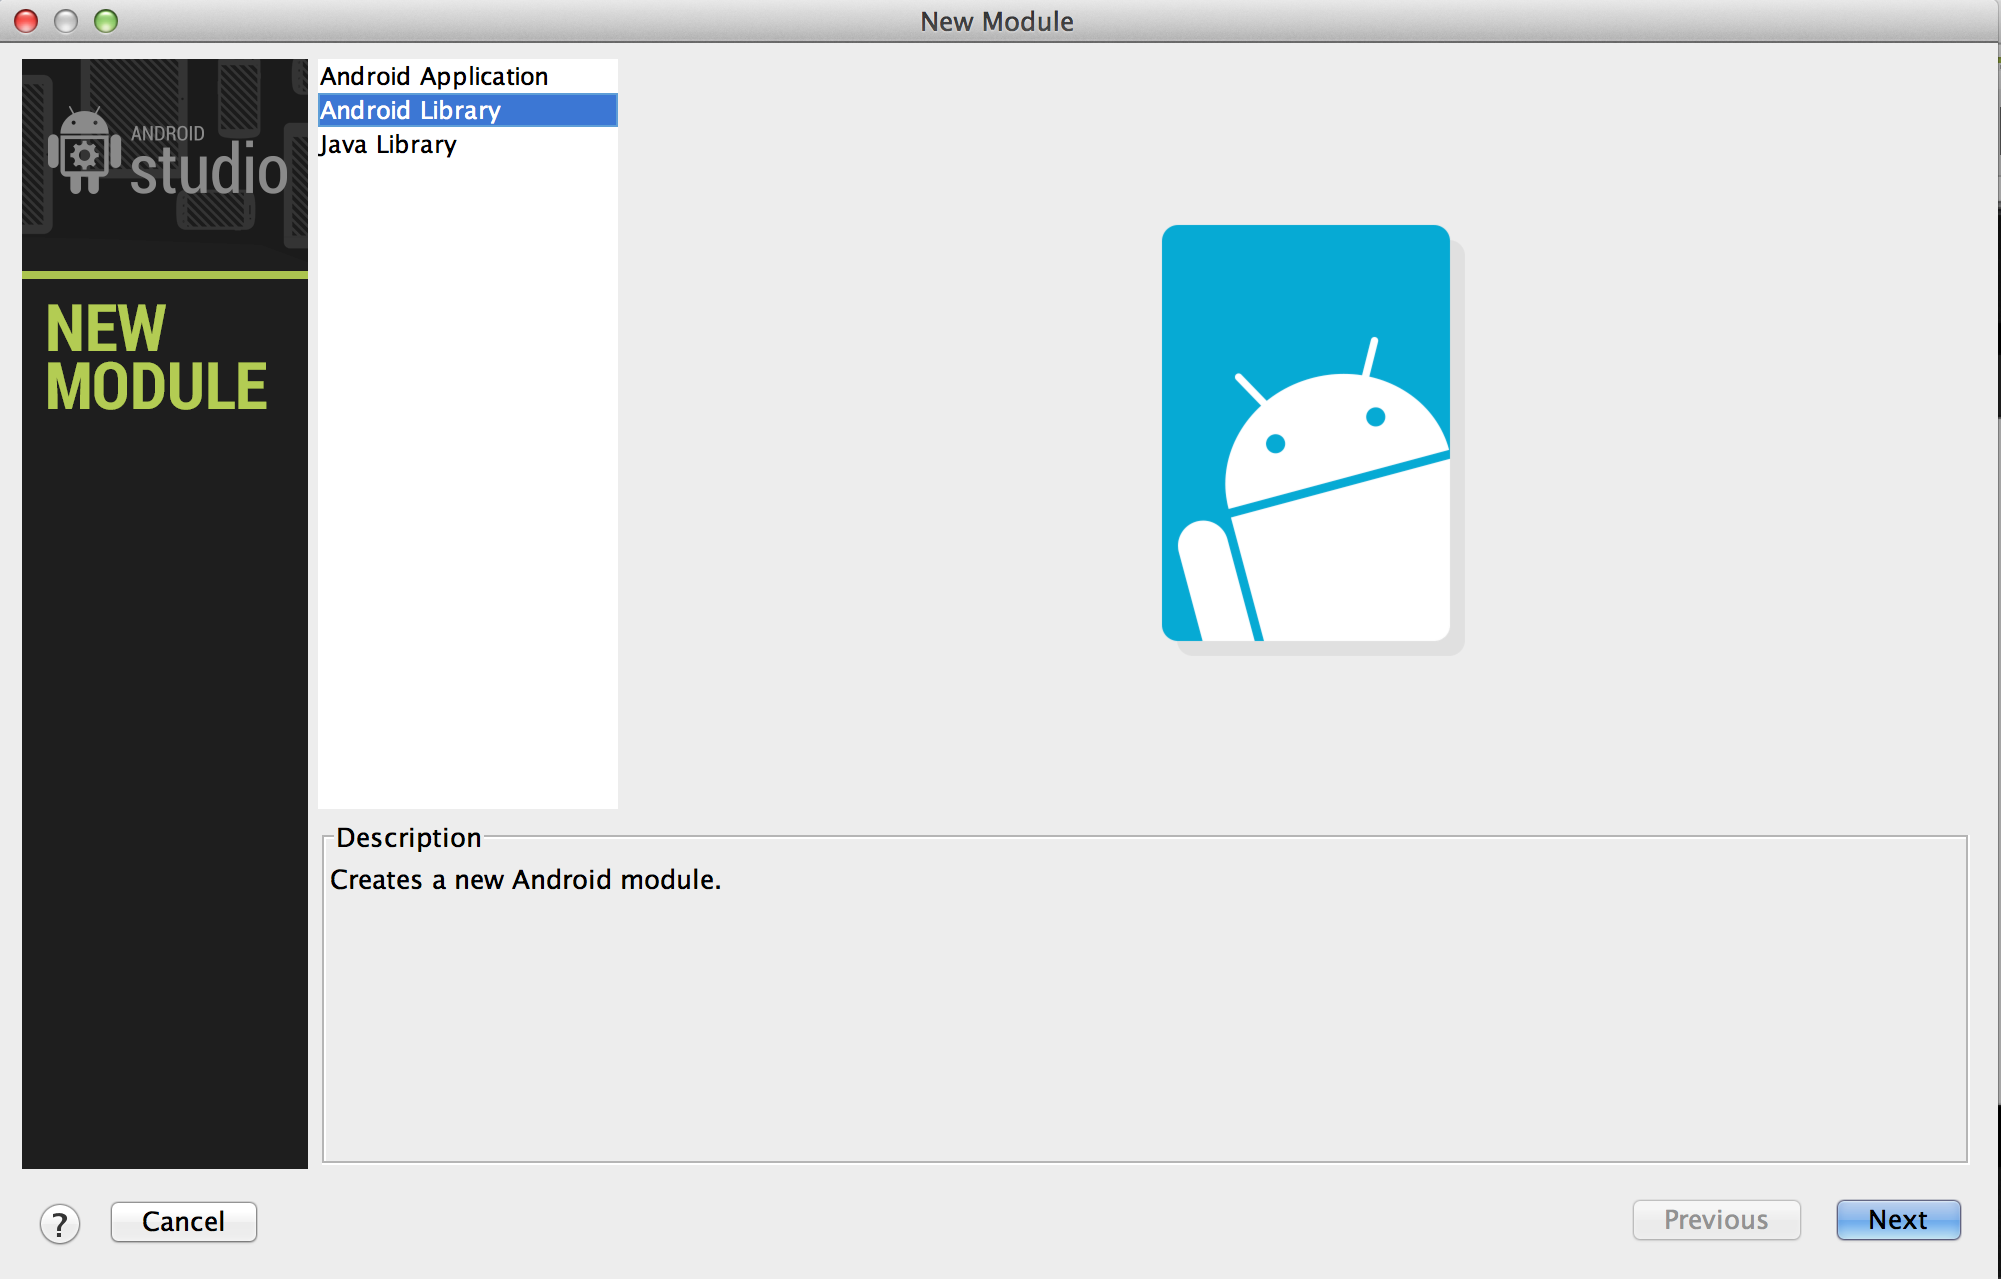 New Module
ANDROID
studio
NEW
MODULE
Android Application
Android Library
Java Library
Description
Creates a new Android module.
?
Cancel
Previous
Next